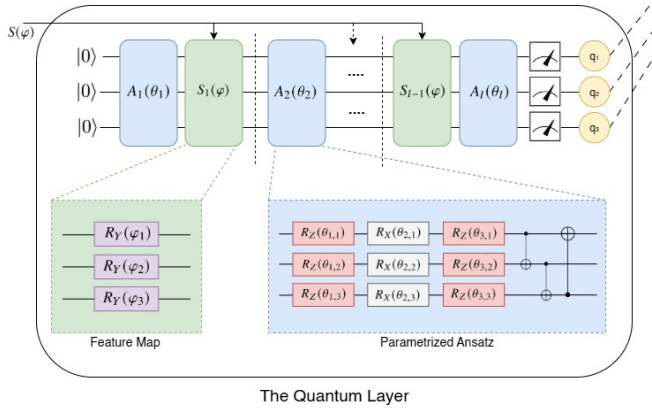 S(φ)
|0⟩ A₁(θ₁) S₁(φ) A₂(θ₂) .... S_{l−1}(φ) A_l(θ_l) q₁
|0⟩ .... q₂
|0⟩ q₃
R_Y(φ₁) R_Z(θ₁,₁) R_X(θ₂,₁) R_Z(θ₃,₁)
R_Y(φ₂) R_Z(θ₁,₂) R_X(θ₂,₂) R_Z(θ₃,₂)
R_Y(φ₃) R_Z(θ₁,₃) R_X(θ₂,₃) R_Z(θ₃,₃)
Feature Map Parametrized Ansatz
The Quantum Layer